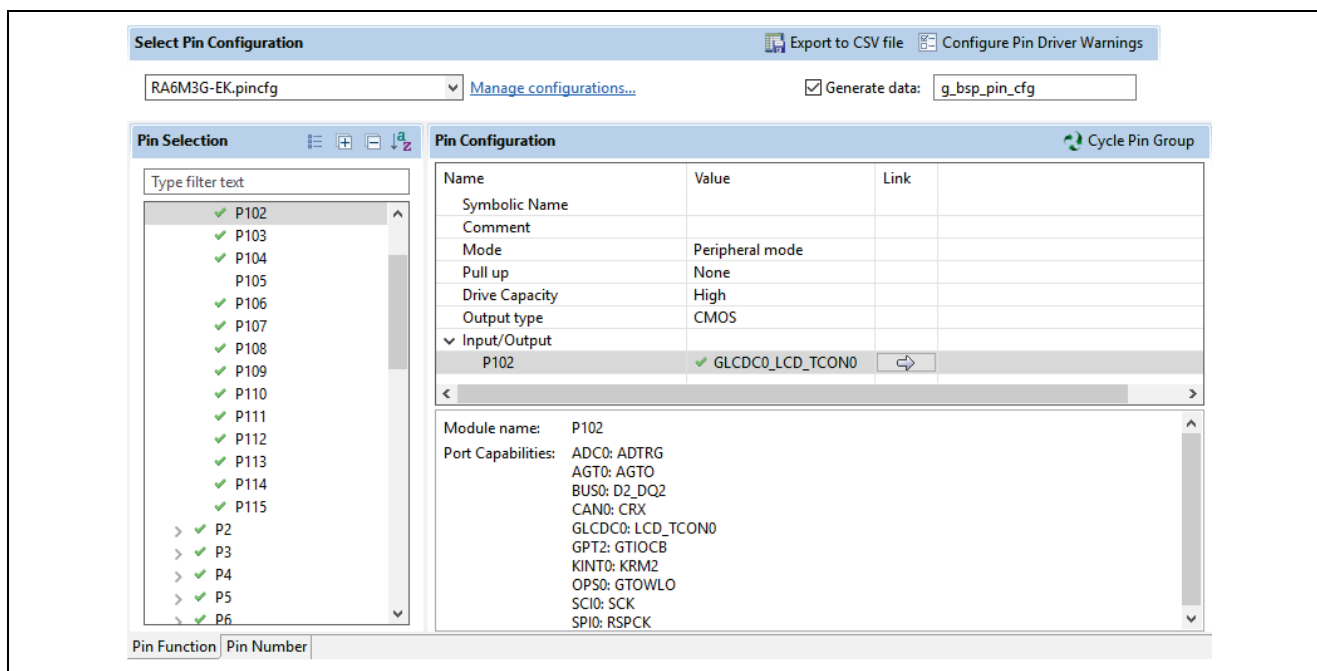 Select Pin Configuration
Export to CSV file Configure Pin Driver Warnings
RA6M3G-EK.pincfg Manage configurations... Generate data: g_bsp_pin_cfg
Pin Selection
Type filter text
P102
P103
P104
P105
P106
P107
P108
P109
P110
P111
P112
P113
P114
P115
P2
P3
P4
P5
P6
Pin Function Pin Number
Pin Configuration Cycle Pin Group
Name Value Link
Symbolic Name
Comment
Mode Peripheral mode
Pull up None
Drive Capacity High
Output type CMOS
Input/Output
P102 GLCDC0_LCD_TCON0
Module name: P102
Port Capabilities: ADC0: ADTRG
AGT0: AGTO
BUS0: D2_DQ2
CAN0: CRX
GLCDC0: LCD_TCON0
GPT2: GTIOCB
KINT0: KRM2
OPS0: GTOWLO
SCI0: SCK
SPI0: RSPCK